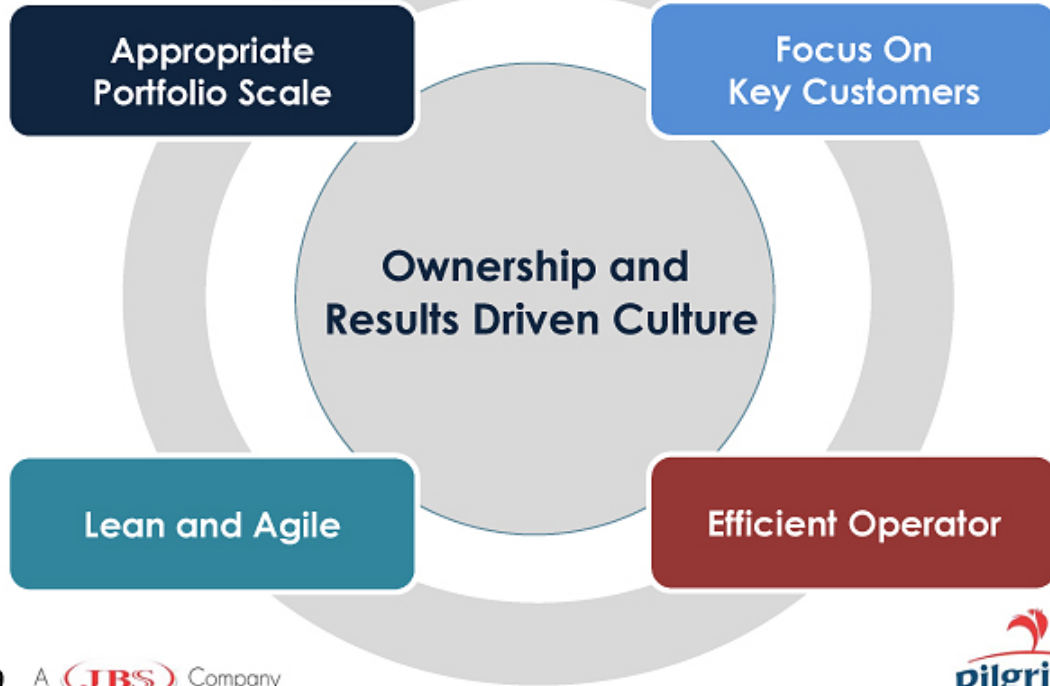 Appropriate
Portfolio Scale
Focus On
Key Customers
Ownership and
Results Driven Culture
Lean and Agile
Efficient Operator
A JBS Company